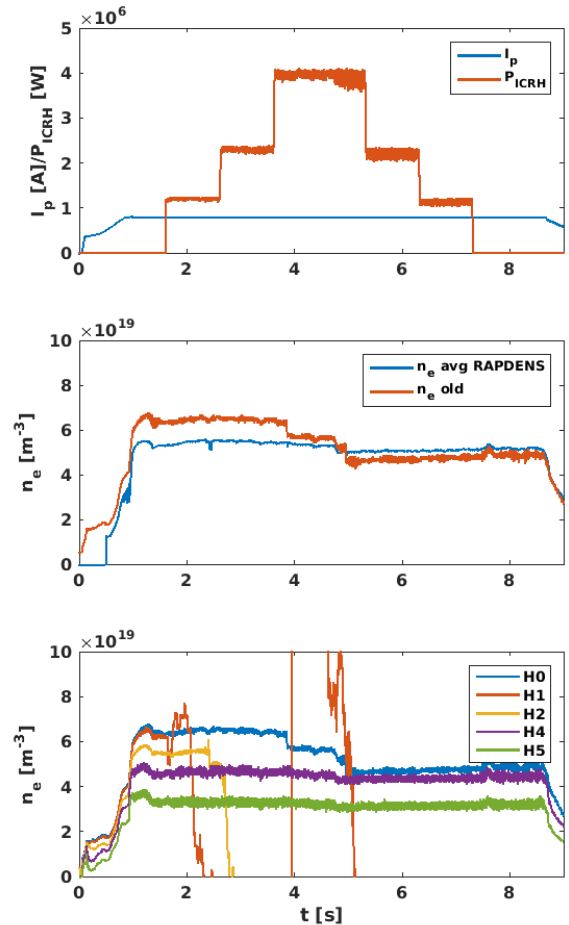 ×10⁶
5
4
3
2
1
0
I_p [A]/P_ICRH [W]
I_p
P_ICRH
0 2 4 6 8
×10¹⁹
10
8
6
4
2
0
n_e [m⁻³]
n_e avg RAPDENS
n_e old
0 2 4 6 8
×10¹⁹
10
8
6
4
2
0
n_e [m⁻³]
H0
H1
H2
H4
H5
0 2 4 6 8
t [s]